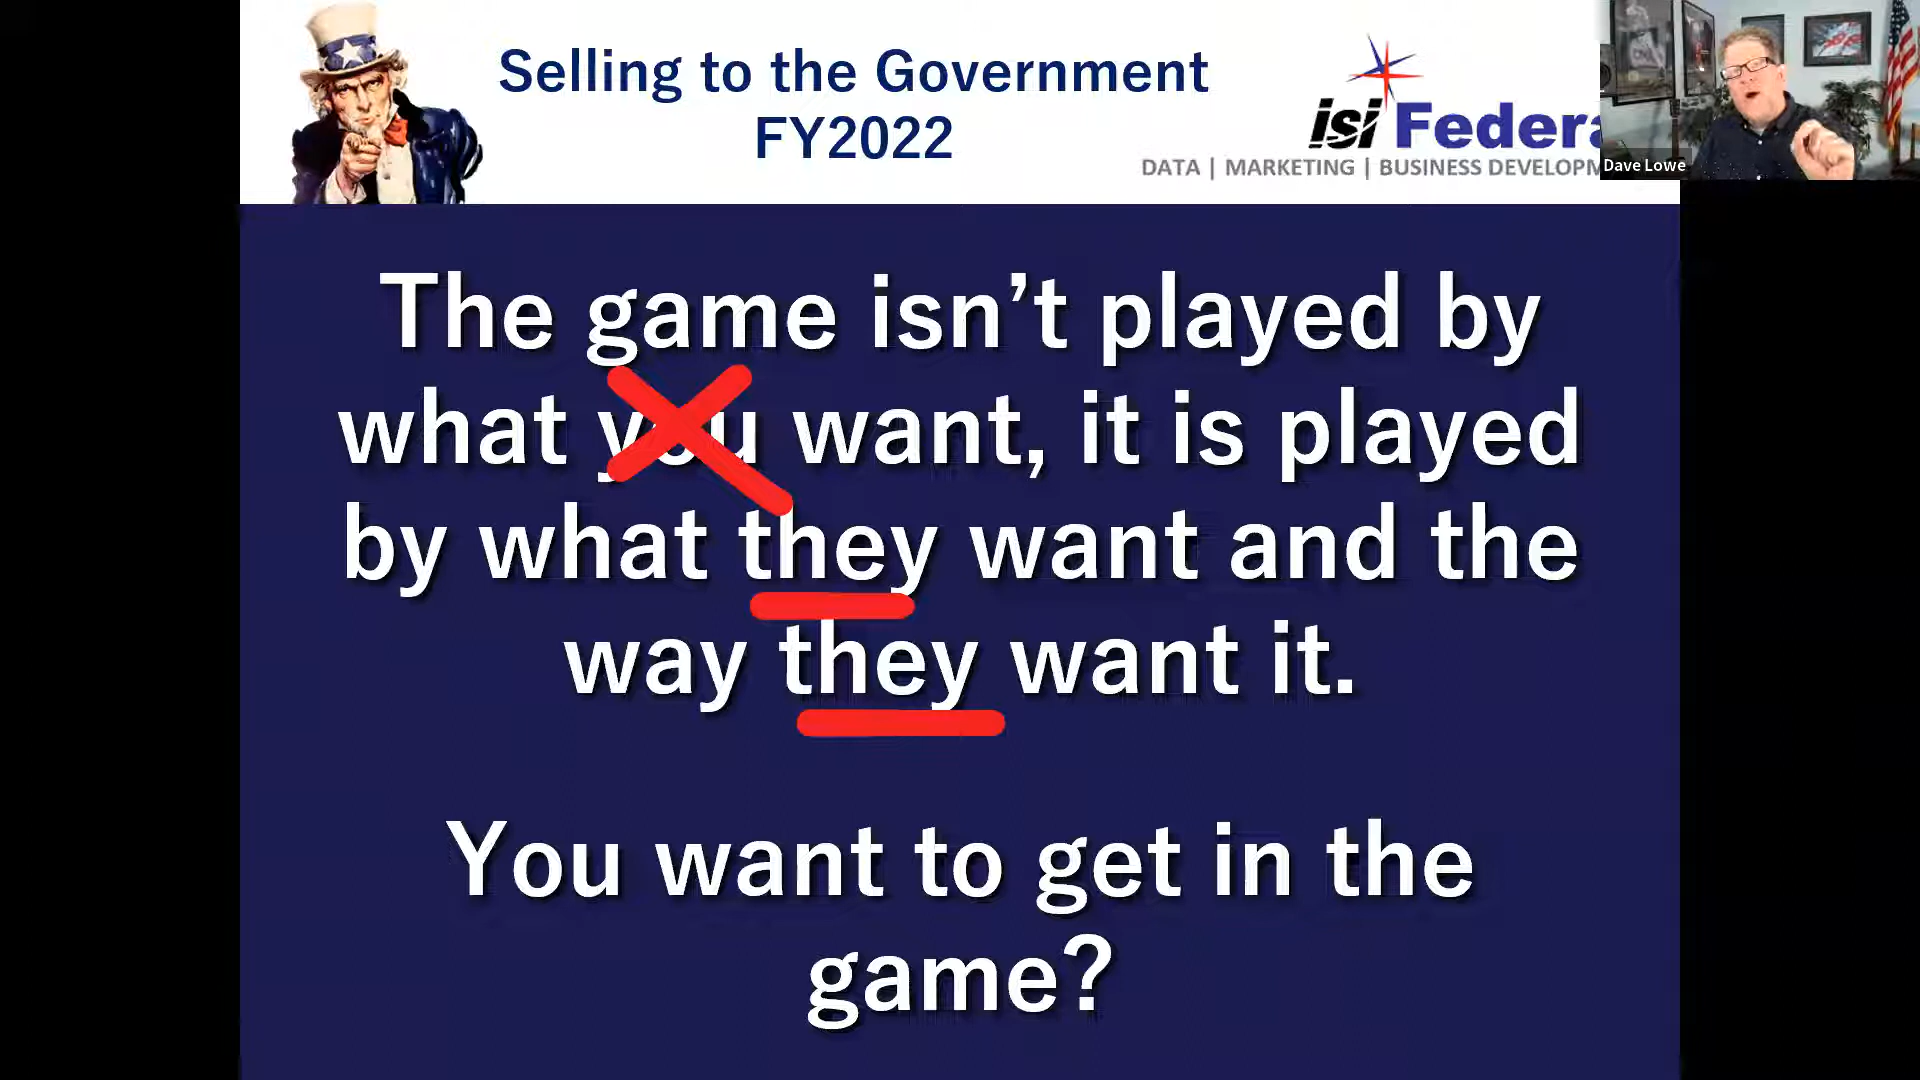 Selling to the Government
FY2022
isi Federa
DATA | MARKETING | BUSINESS DEVELOPM
Dave Lowe
The game isn’t played by
what you want, it is played
by what they want and the
way they want it.
You want to get in the
game?